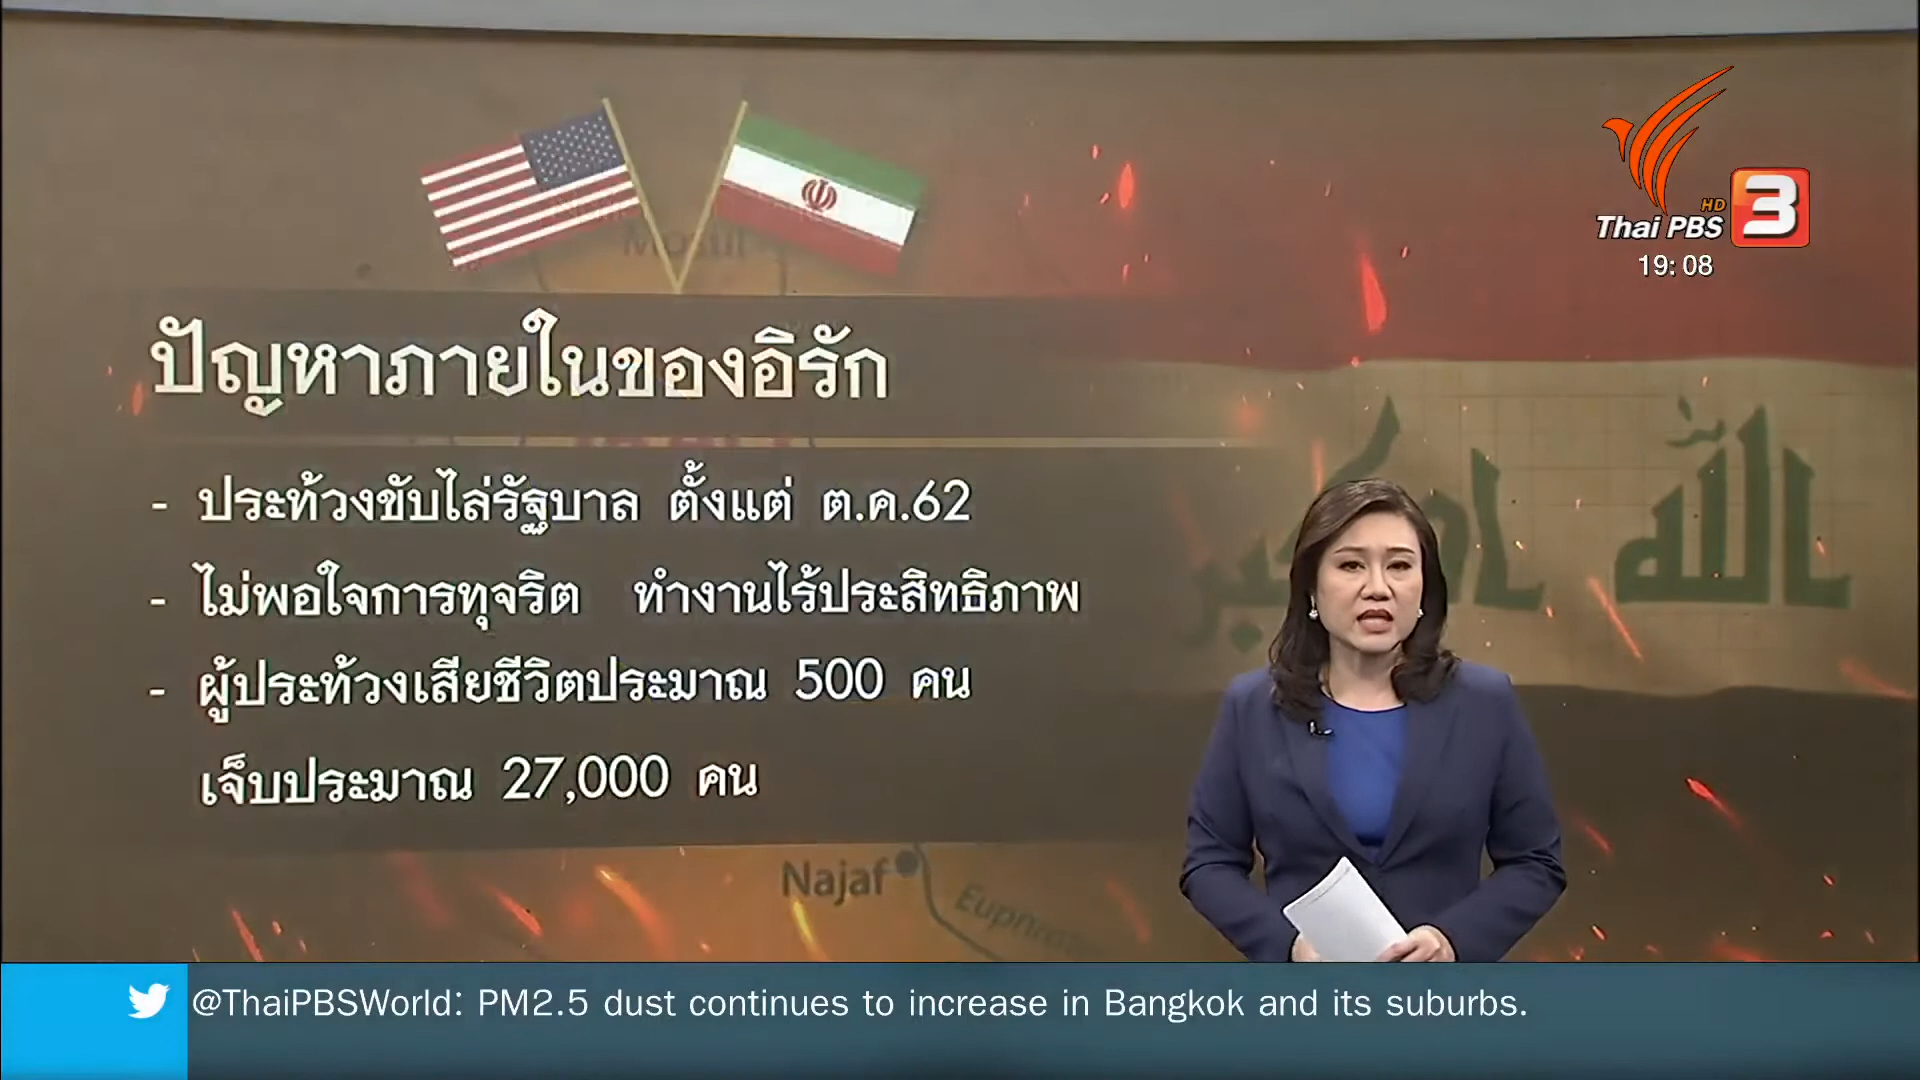 Thai PBS HD 3
19:08
Mosul
ปัญหาภายในของอิรัก
- ประท้วงขับไล่รัฐบาล ตั้งแต่ ต.ค.62
- ไม่พอใจการทุจริต ทำงานไร้ประสิทธิภาพ
- ผู้ประท้วงเสียชีวิตประมาณ 500 คน
เจ็บประมาณ 27,000 คน
الله اكبر
Najaf
@ThaiPBSWorld: PM2.5 dust continues to increase in Bangkok and its suburbs.